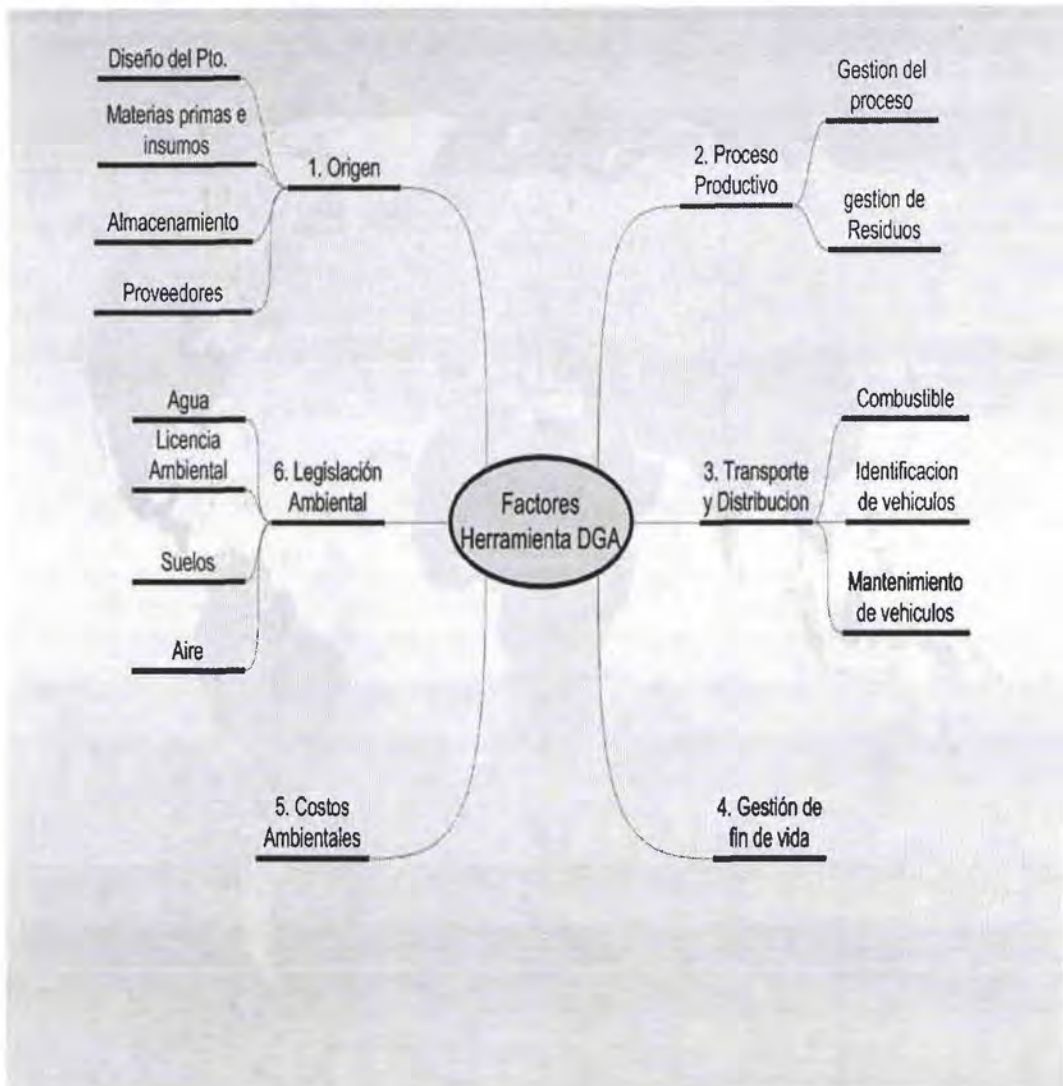 Diseño del Pto.
Materias primas e
insumos
Almacenamiento
Proveedores
1. Origen
2. Proceso
Productivo
Gestion del
proceso
gestion de
Residuos
Agua
Licencia
Ambiental
Suelos
Aire
6. Legislación
Ambiental
Factores
Herramienta DGA
3. Transporte
y Distribucion
Combustible
Identificacion
de vehiculos
Mantenimiento
de vehiculos
5. Costos
Ambientales
4. Gestión de
fin de vida